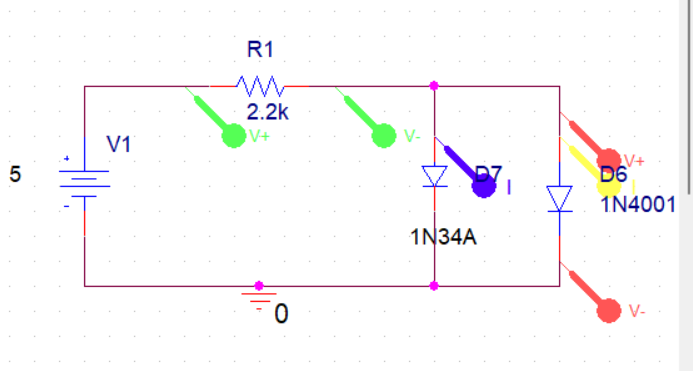 R1
2.2k
V+
V-
V1
+
5
-
D7
I
1N34A
V+
D6
I
1N4001
V-
0